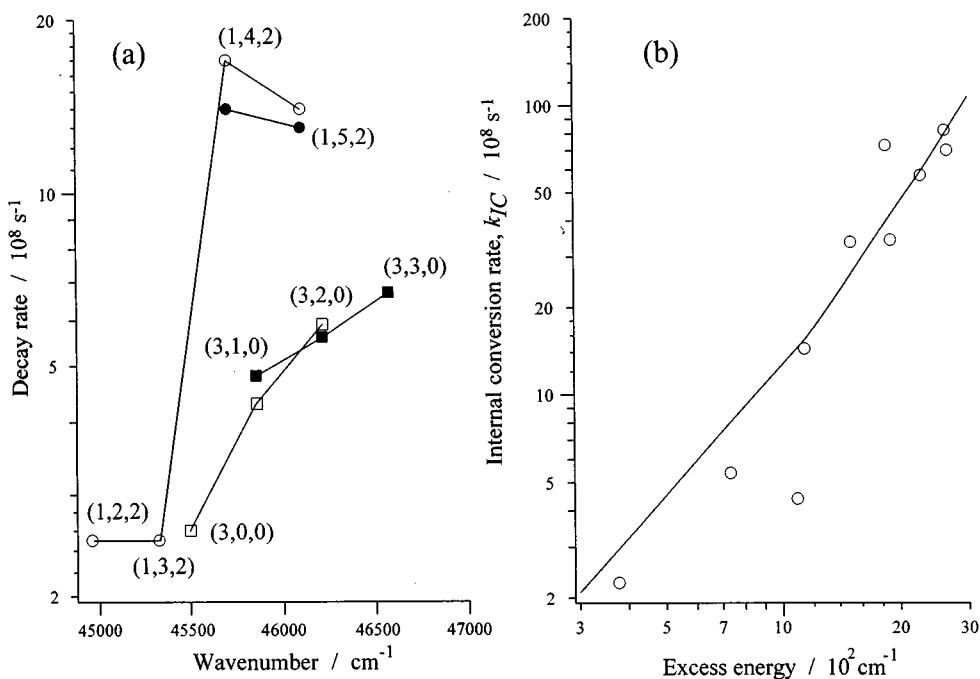 (a)
20
10
5
2
Decay rate / 10⁸ s⁻¹
(1,4,2)
(1,5,2)
(3,3,0)
(3,2,0)
(3,1,0)
(1,2,2)
(1,3,2)
(3,0,0)
45000 45500 46000 46500 47000
Wavenumber / cm⁻¹
(b)
200
100
50
20
10
5
2
Internal conversion rate, k_IC / 10⁸ s⁻¹
3 5 7 10 20 30
Excess energy / 10² cm⁻¹